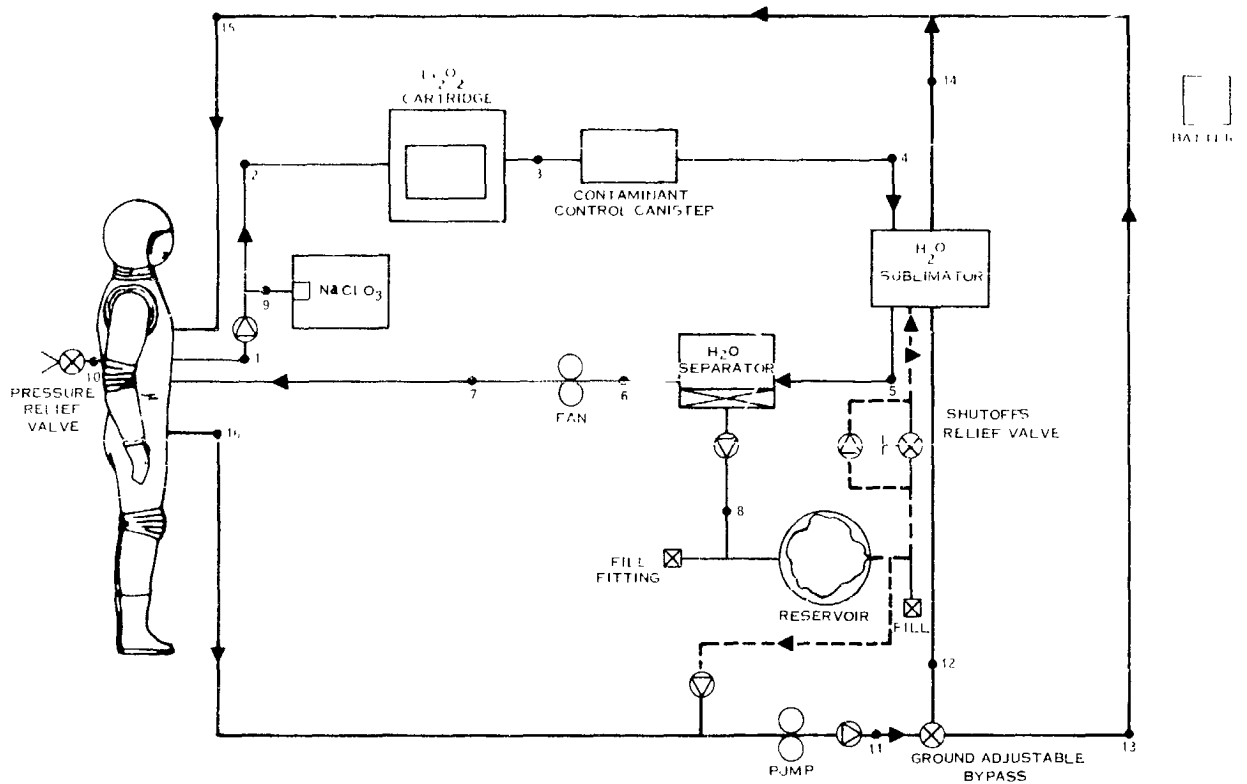 15
14
CARTRIDGE
2
3
4
CONTAMINANT
CONTROL CANISTER
H2O
SUBLIMATOR
NaClO3
9
1
10
PRESSURE
RELIEF
VALVE
H2O
SEPARATOR
5
6
7
FAN
16
SHUTOFFS
RELIEF VALVE
8
FILL
FITTING
RESERVOIR
FILL
12
11
13
PUMP
GROUND ADJUSTABLE
BYPASS